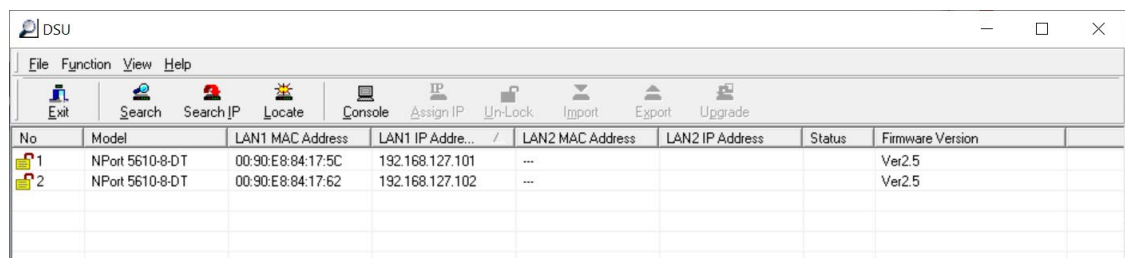 DSU
File Function View Help
Exit Search Search IP Locate Console Assign IP Un-Lock Import Export Upgrade
No Model LAN1 MAC Address LAN1 IP Addre... / LAN2 MAC Address LAN2 IP Address Status Firmware Version
1 NPort 5610-8-DT 00:90:E8:84:17:5C 192.168.127.101 --- Ver2.5
2 NPort 5610-8-DT 00:90:E8:84:17:62 192.168.127.102 --- Ver2.5